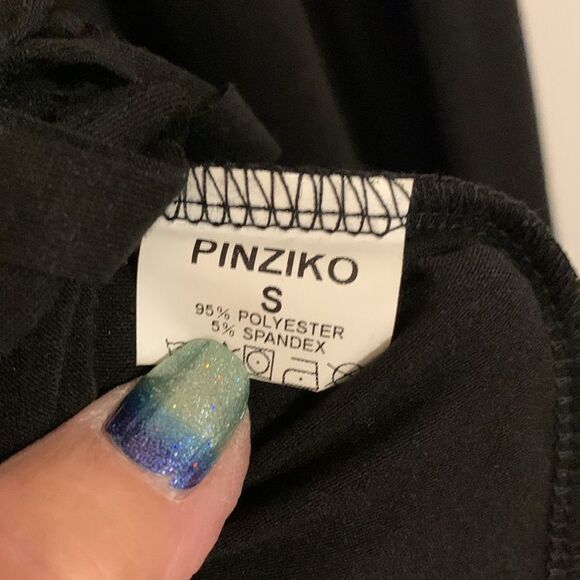 PINZIKO
S
95% POLYESTER
5% SPANDEX